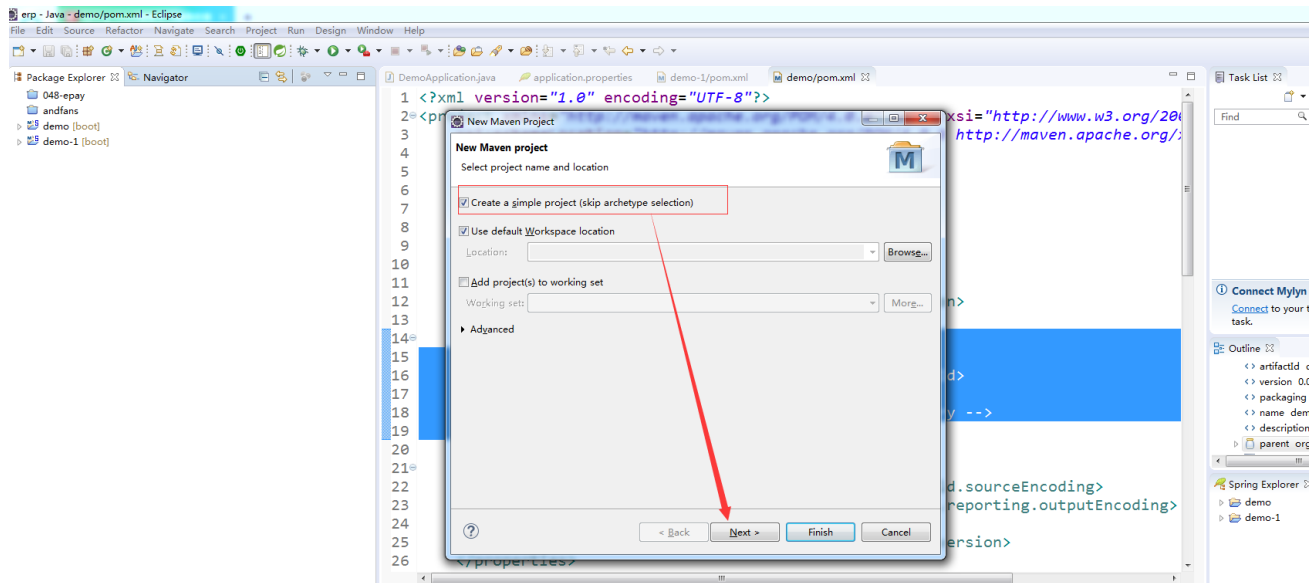 erp - Java - demo/pom.xml - Eclipse
File Edit Source Refactor Navigate Search Project Run Design Window Help
Package Explorer Navigator
048-epay
andfans
demo [boot]
demo-1 [boot]
DemoApplication.java application.properties demo-1/pom.xml demo/pom.xml
1 <?xml version="1.0" encoding="UTF-8"?>
2 <pr xsi="http://www.w3.org/200
3 http://maven.apache.org/x
4
5
6
7
8
9
10
11
12 n>
13
14
15
16 d>
17
18 y -->
19
20
21
22 d.sourceEncoding>
23 reporting.outputEncoding>
24
25 ersion>
26 </properties>
New Maven Project
New Maven project
Select project name and location
M
Create a simple project (skip archetype selection)
Use default Workspace location
Location: Browse...
Add project(s) to working set
Working set: More...
Advanced
? < Back Next > Finish Cancel
Task List
Find
Connect Mylyn
Connect to your t
task.
Outline
artifactId
version 0.0
packaging
name dem
description
parent org
Spring Explorer
demo
demo-1